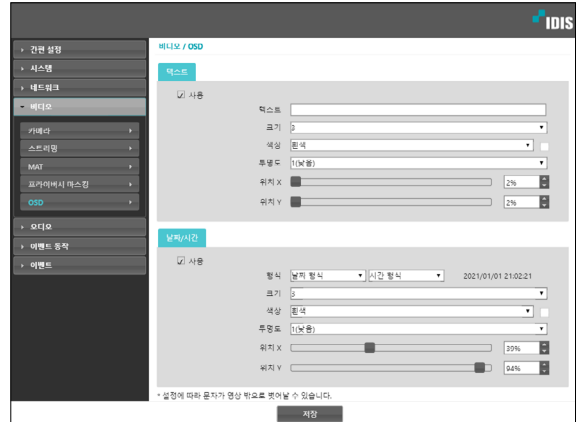 IDIS
간편 설정
시스템
네트워크
비디오
카메라
스트리밍
MAT
프라이버시 마스킹
OSD
오디오
이벤트 동작
이벤트
비디오 / OSD
텍스트
사용
텍스트
크기 3
색상 흰색
투명도 1(낮음)
위치 X 2%
위치 Y 2%
날짜/시간
사용
형식 날짜 형식 시간 형식 2021/01/01 21:02:21
크기 3
색상 흰색
투명도 1(낮음)
위치 X 39%
위치 Y 94%
* 설정에 따라 문자가 영상 밖으로 벗어날 수 있습니다.
저장